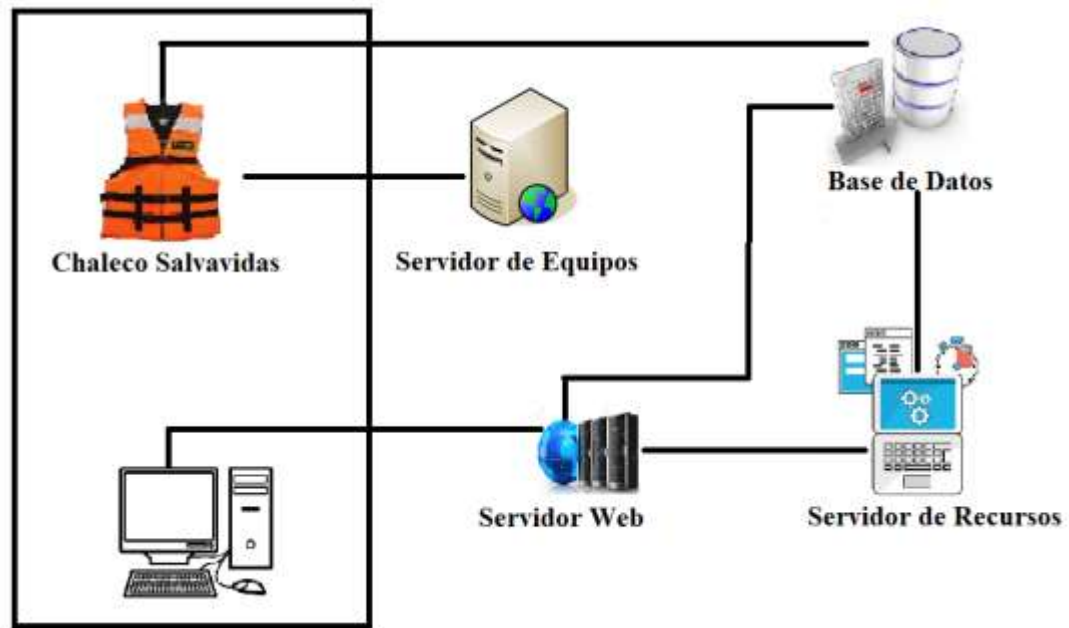 Base de Datos
Chaleco Salvavidas
Servidor de Equipos
Servidor Web
Servidor de Recursos